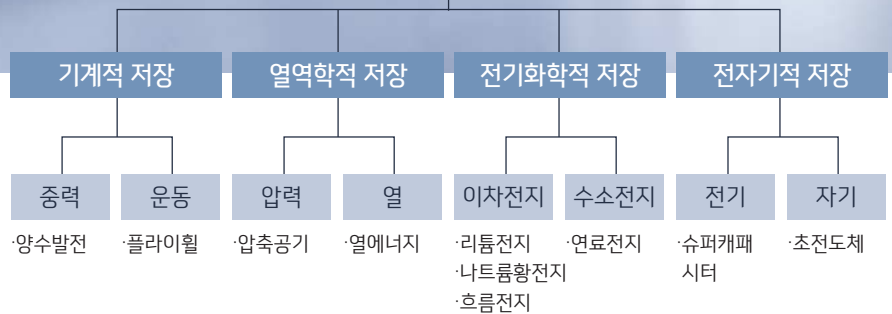 기계적 저장
열역학적 저장
전기화학적 저장
전자기적 저장
중력
운동
압력
열
이차전지
수소전지
전기
자기
·양수발전
·플라이휠
·압축공기
·열에너지
·리튬전지
·나트륨황전지
·흐름전지
·연료전지
·슈퍼캐패
시터
·초전도체